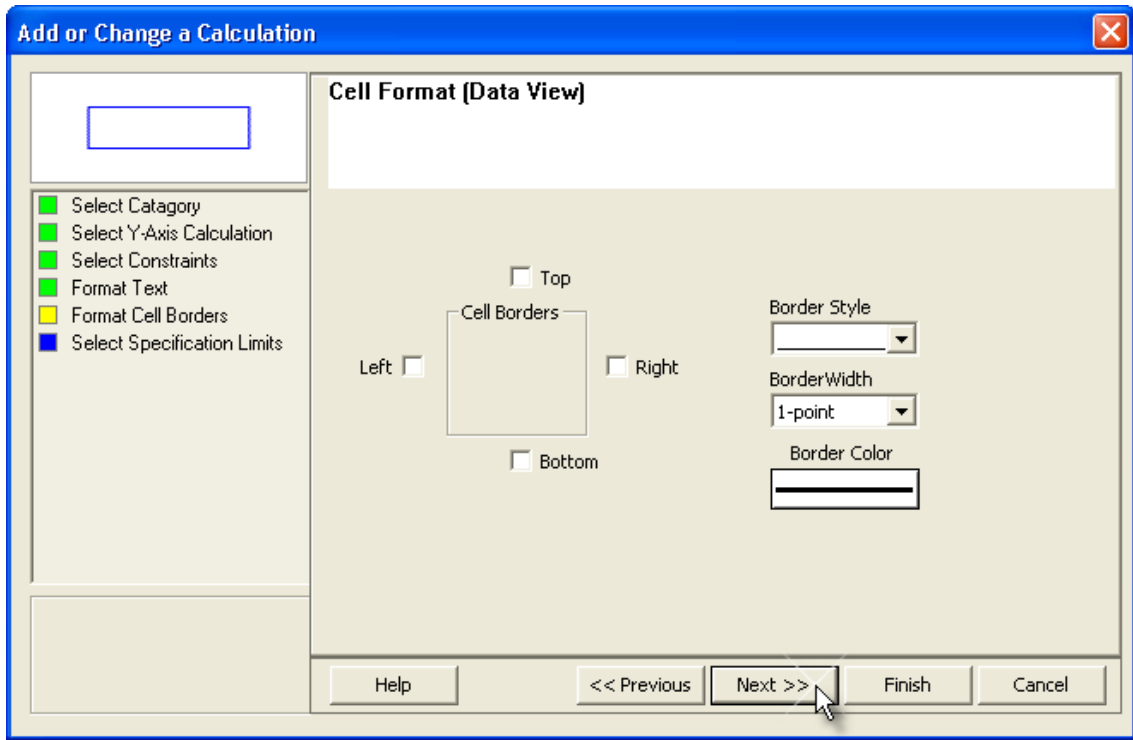 Add or Change a Calculation
Cell Format (Data View)
Select Catagory
Select Y-Axis Calculation
Select Constraints
Format Text
Format Cell Borders
Select Specification Limits
Top
Cell Borders
Left
Right
Bottom
Border Style
BorderWidth
1-point
Border Color
Help
<< Previous
Next >>
Finish
Cancel